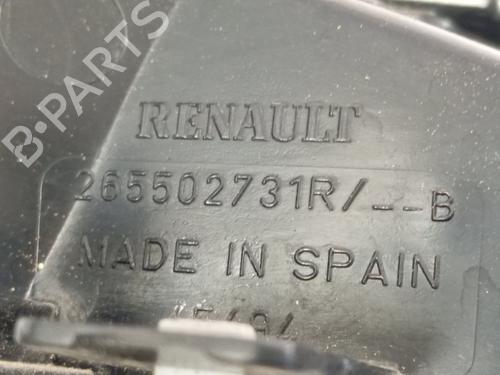 B-PARTS
RENAULT
265502731R/__B
MADE IN SPAIN